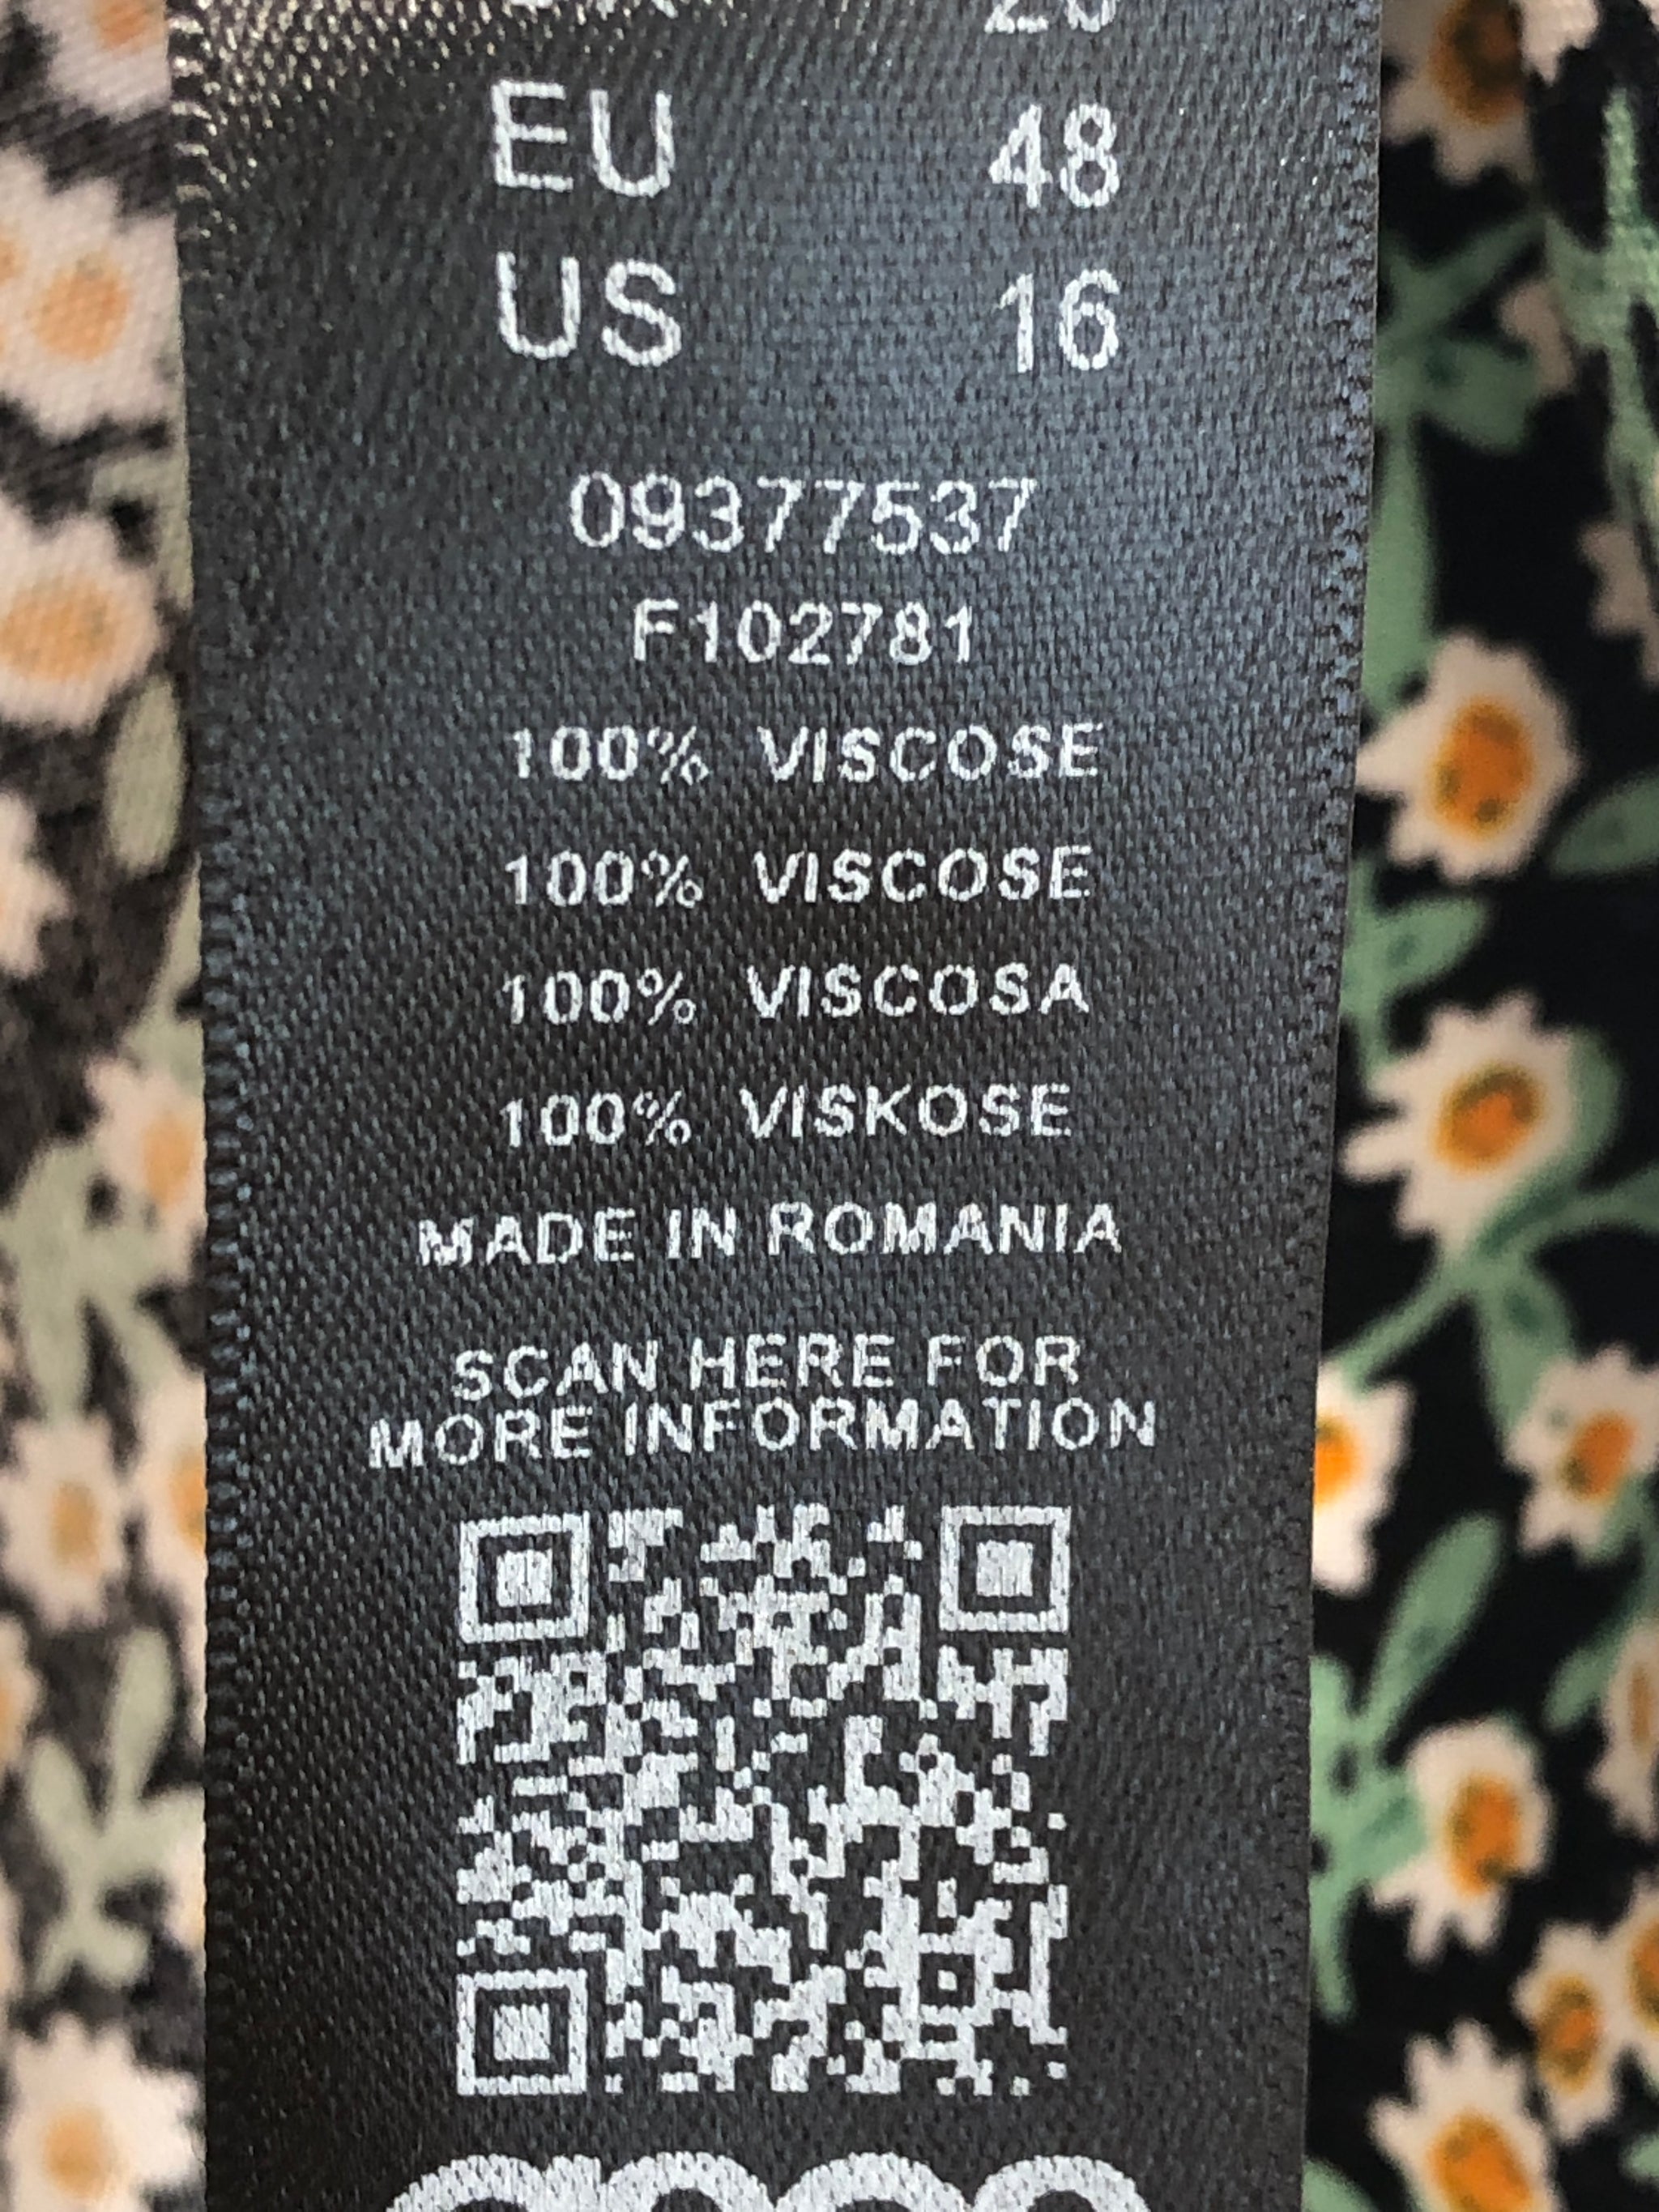 EU 48
US 16
09377537
F102781
100% VISCOSE
100% VISCOSE
100% VISCOSA
100% VISKOSE
MADE IN ROMANIA
SCAN HERE FOR
MORE INFORMATION